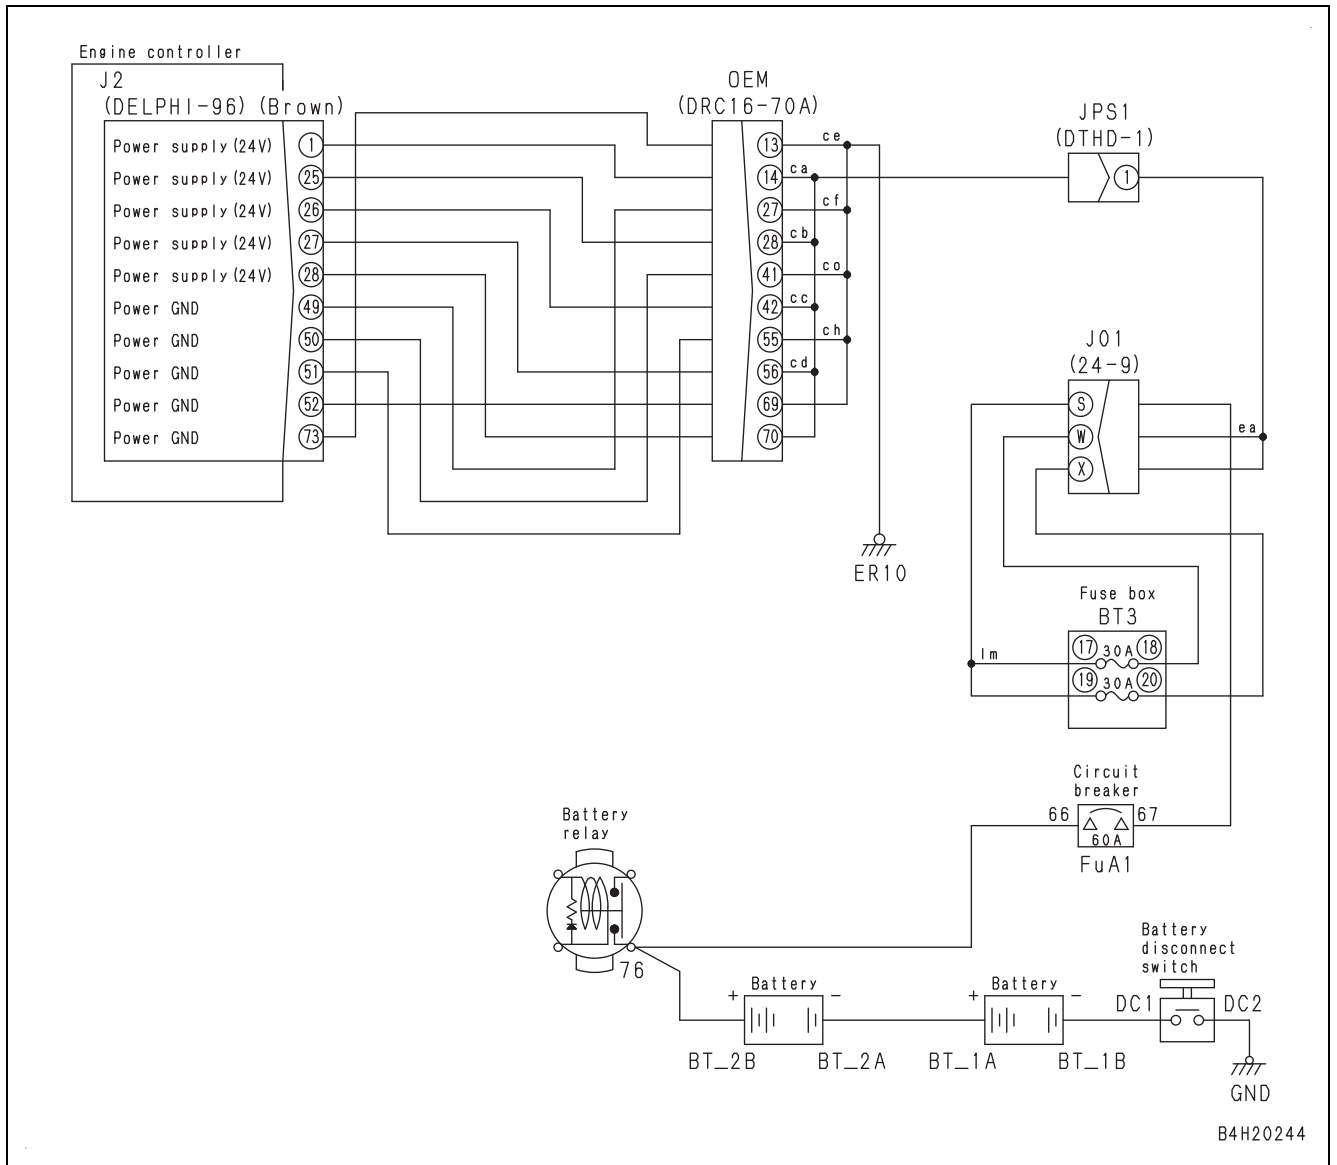 Engine controller
J2
(DELPHI-96) (Brown)
Power supply(24V) 1
Power supply(24V) 25
Power supply(24V) 26
Power supply(24V) 27
Power supply(24V) 28
Power GND 49
Power GND 50
Power GND 51
Power GND 52
Power GND 73
OEM
(DRC16-70A)
13 ce
14 ca
27 cf
28 cb
41 co
42 cc
55 ch
56 cd
69
70
ER10
JPS1
(DTHD-1)
1
J01
(24-9)
S
W
X
ea
Fuse box
BT3
17 30A 18
19 30A 20
lm
Circuit
breaker
66 67
60A
FuA1
Battery
relay
76
Battery
+ -
BT_2B BT_2A
Battery
+ -
BT_1A BT_1B
Battery
disconnect
switch
DC1 DC2
GND
B4H20244